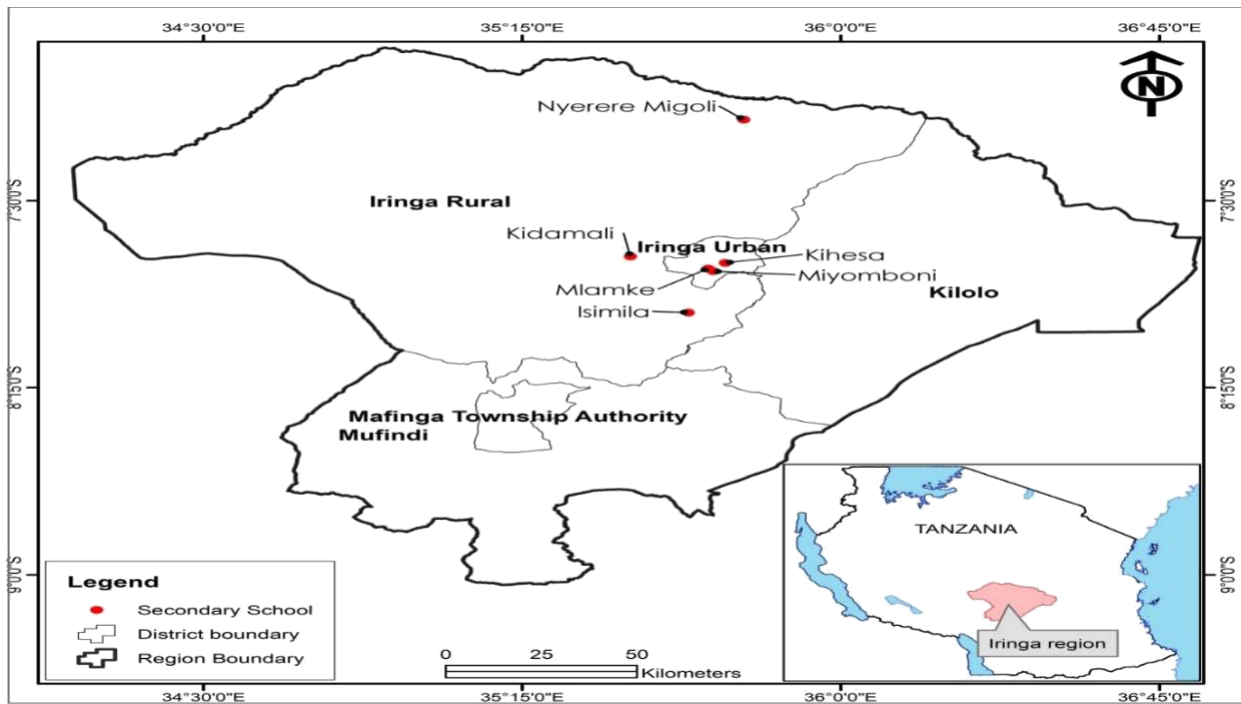 34°30'0"E 35°15'0"E 36°0'0"E 36°45'0"E
N
Nyerere Migoli
7°30'0"S 7°30'0"S
Iringa Rural
Kidamali
Iringa Urban
Kihesa
Mlamke
Miyomboni
Isimila
Kilolo
8°15'0"S 8°15'0"S
Mafinga Township Authority
Mufindi
TANZANIA
Iringa region
9°0'0"S 9°0'0"S
Legend
Secondary School
District boundary
Region Boundary
0 25 50
Kilometers
34°30'0"E 35°15'0"E 36°0'0"E 36°45'0"E